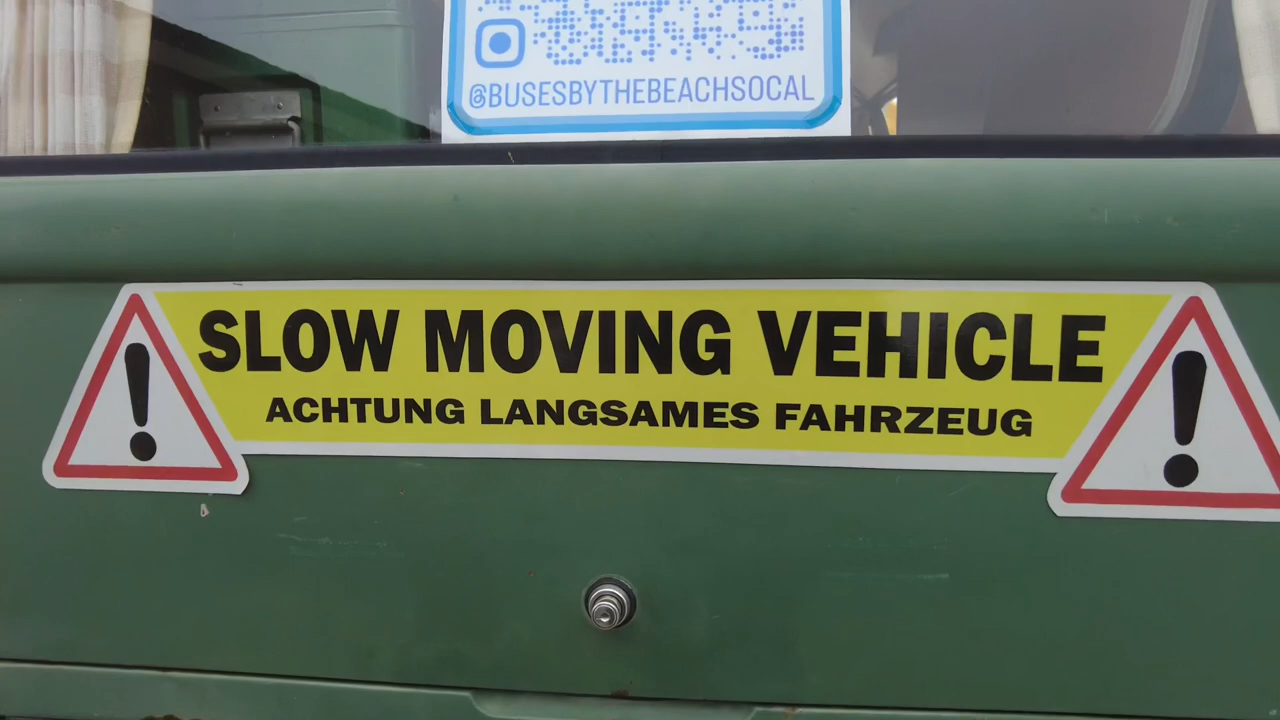 @BUSESBYTHEBEACHSOCAL
SLOW MOVING VEHICLE
ACHTUNG LANGSAMES FAHRZEUG